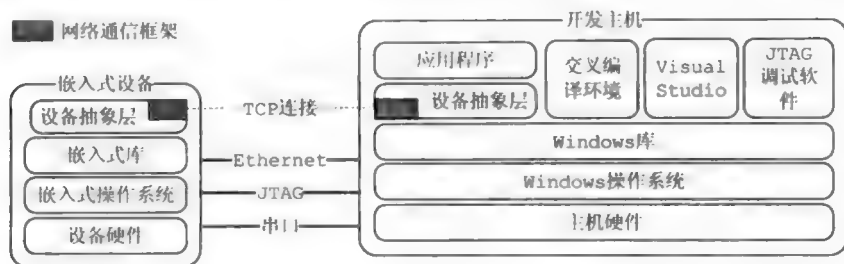 网络通信框架
嵌入式设备
设备抽象层
嵌入式库
嵌入式操作系统
设备硬件
TCP连接
Ethernet
JTAG
串口
开发主机
应用程序
设备抽象层
交叉编
译环境
Visual
Studio
JTAG
调试软
件
Windows库
Windows操作系统
主机硬件